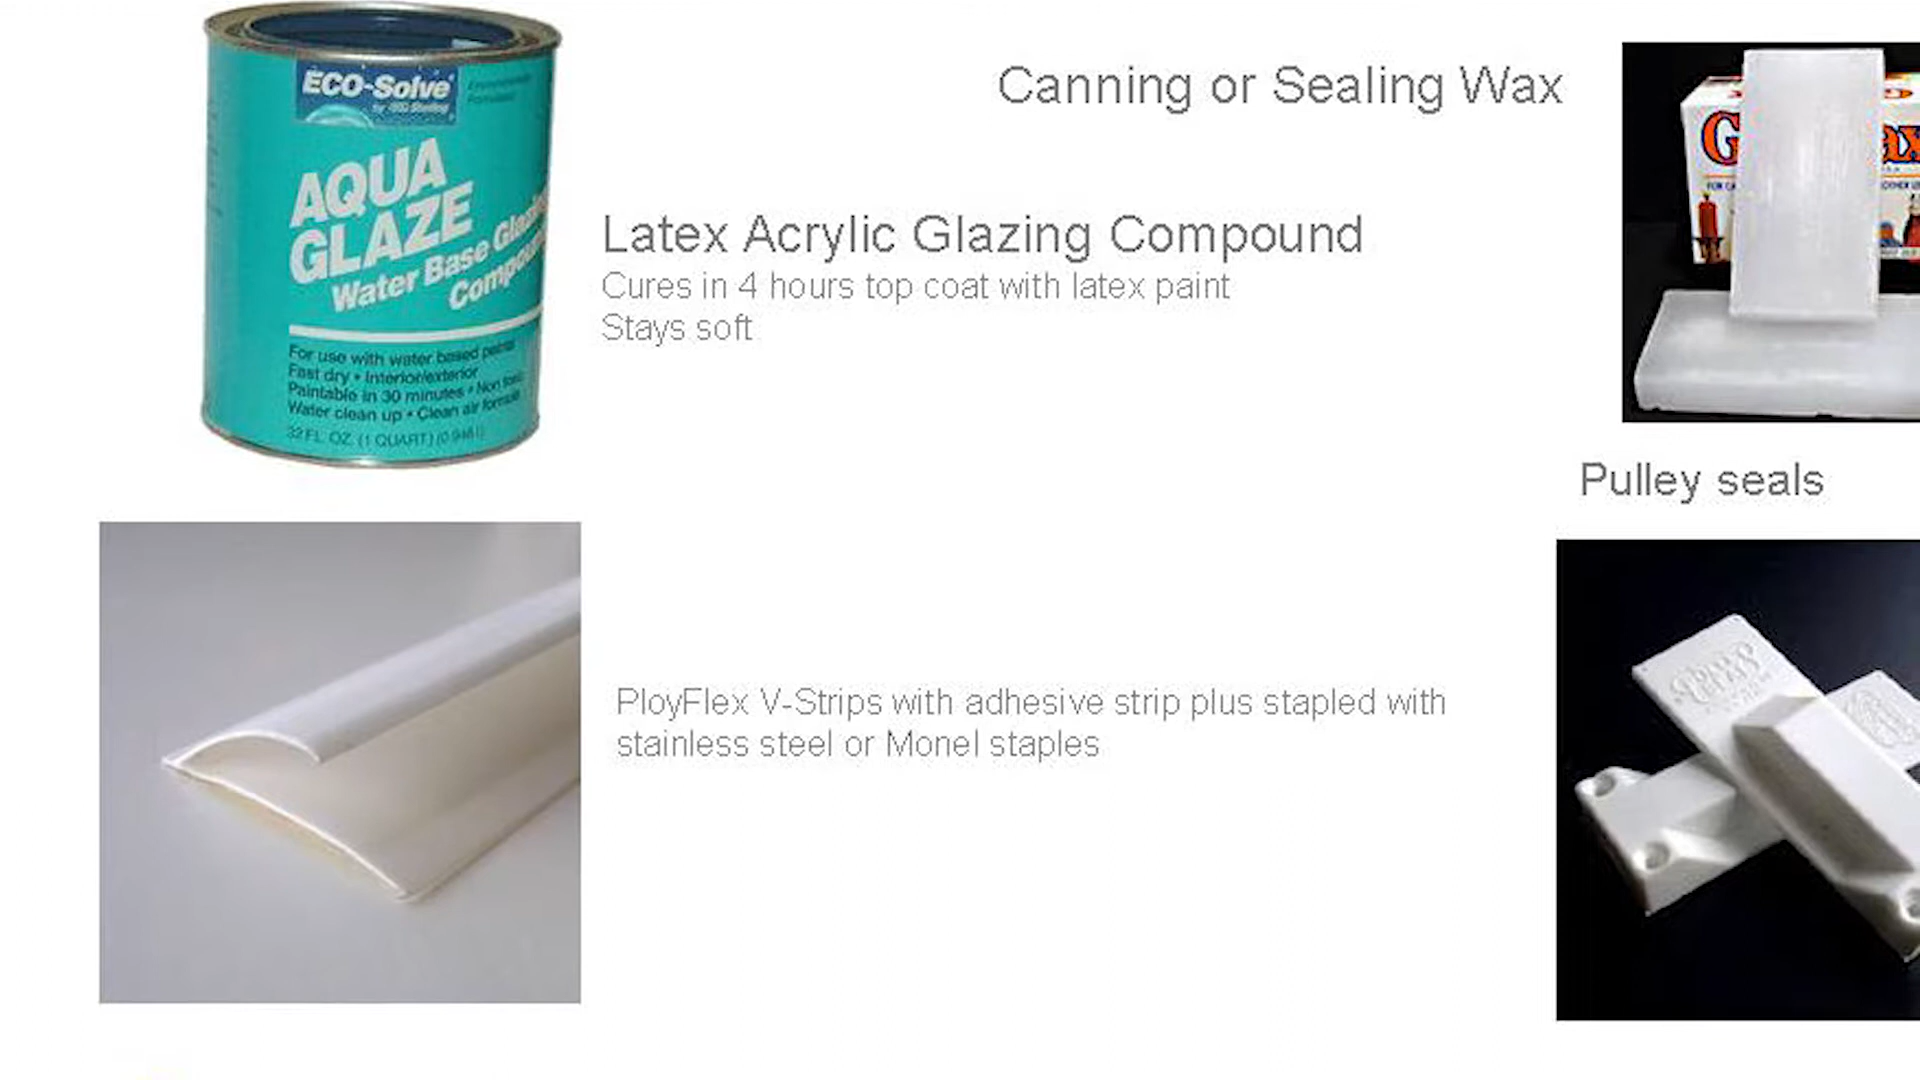 ECO-Solve
AQUA
GLAZE
Water Base Glazing
Compound
For use with water based paints
Fast dry • Interior/exterior
Paintable in 30 minutes • Non toxic
Water clean up • Clean air formula
32 FL. OZ. (1 QUART)
Canning or Sealing Wax
Latex Acrylic Glazing Compound
Cures in 4 hours top coat with latex paint
Stays soft
Pulley seals
PloyFlex V-Strips with adhesive strip plus stapled with
stainless steel or Monel staples